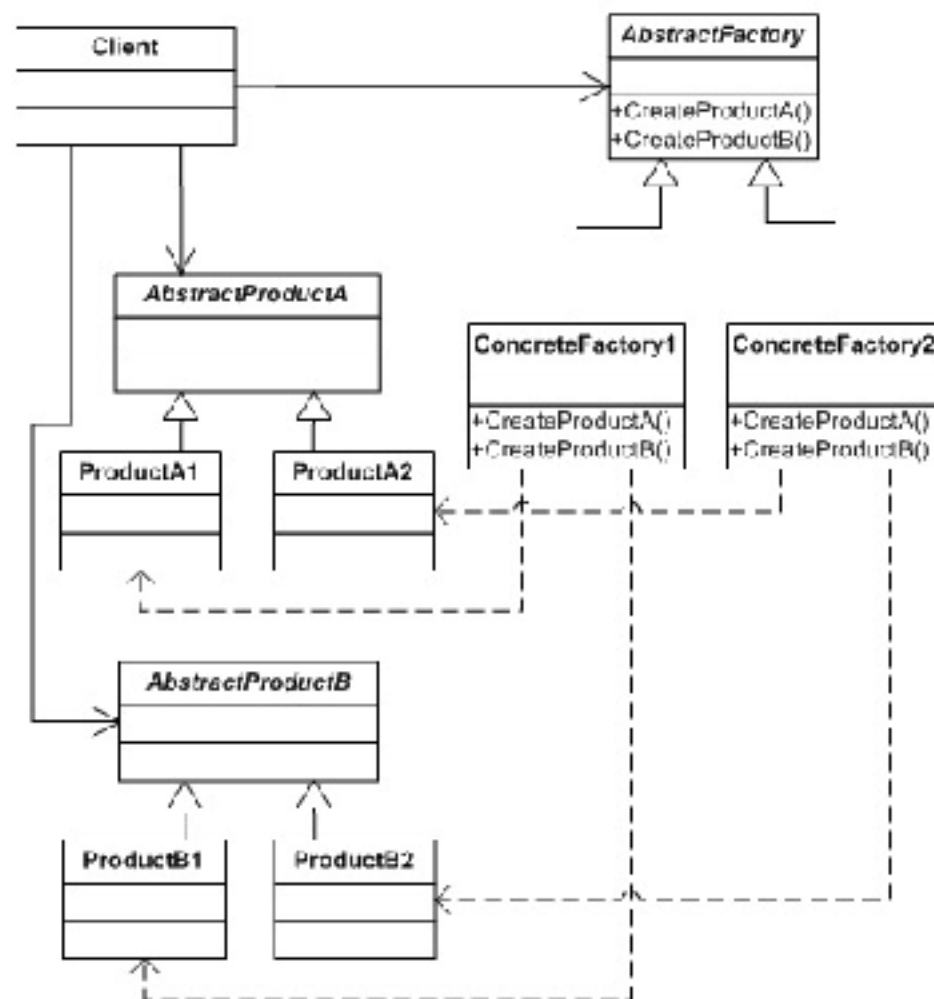 Client
AbstractFactory
+CreateProductA()
+CreateProductB()
AbstractProductA
ConcreteFactory1
+CreateProductA()
+CreateProductB()
ConcreteFactory2
+CreateProductA()
+CreateProductB()
ProductA1
ProductA2
AbstractProductB
ProductB1
ProductB2